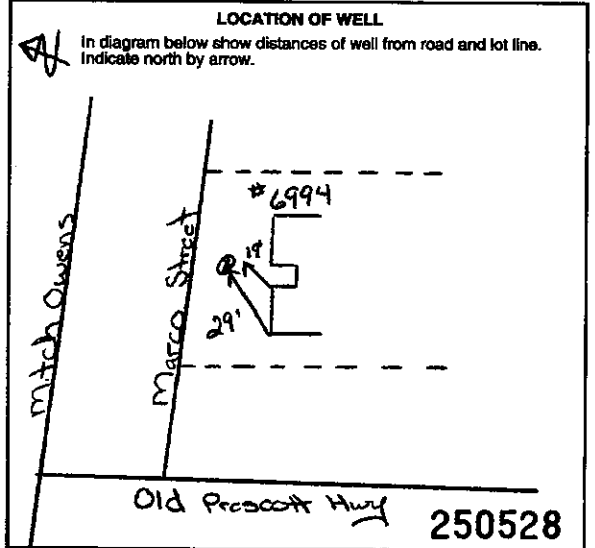 LOCATION OF WELL
In diagram below show distances of well from road and lot line.
Indicate north by arrow.
#6994
19'
29'
Mitch Owens
Marco Street
Old Prescott Hwy
250528